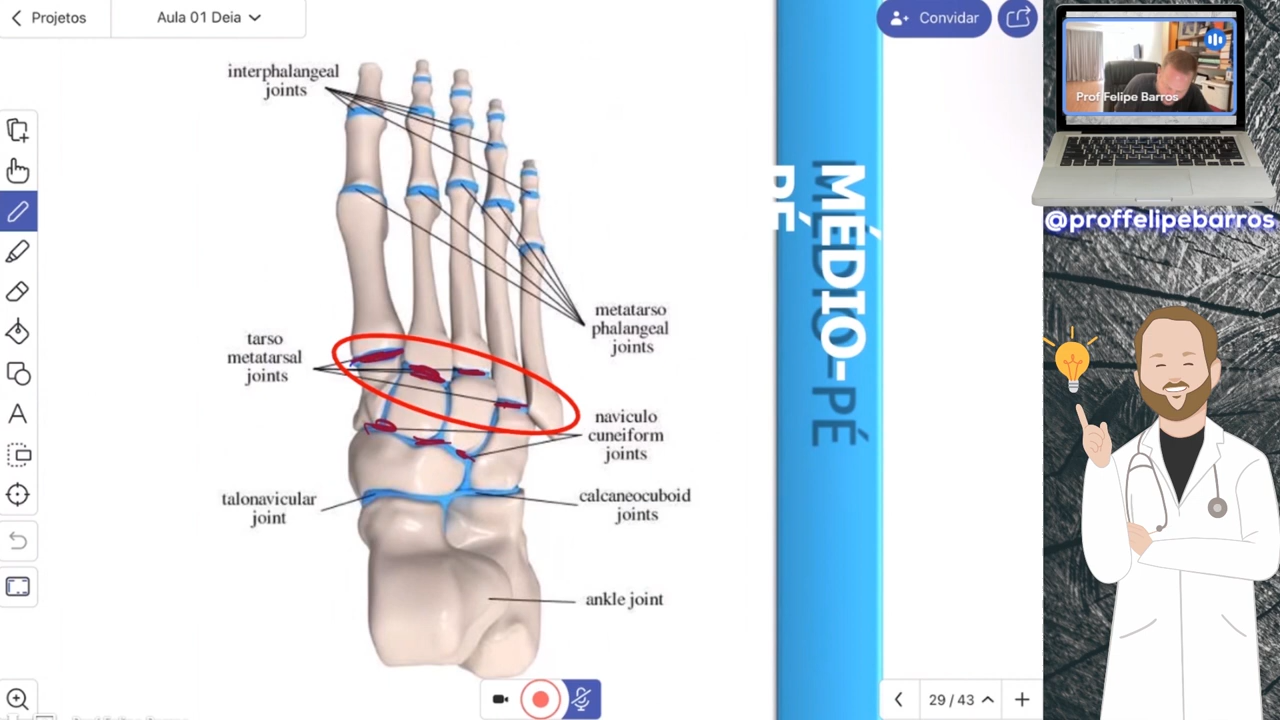 Projetos
Aula 01 Deia
Convidar
interphalangeal
joints
metatarso
phalangeal
joints
tarso
metatarsal
joints
naviculo
cuneiform
joints
talonavicular
joint
calcaneocuboid
joints
ankle joint
MÉDIO-PÉ
PÉ
29 / 43
Prof Felipe Barros
@proffelipebarros
A